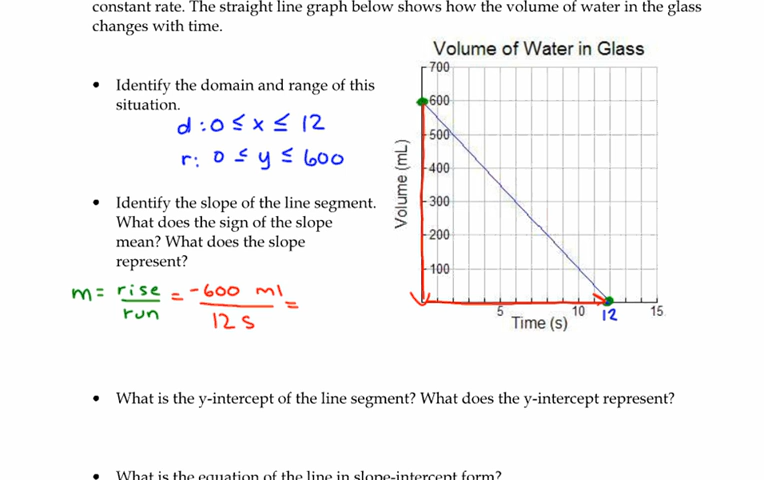 constant rate. The straight line graph below shows how the volume of water in the glass
changes with time.
• Identify the domain and range of this
situation.
d : 0 ≤ x ≤ 12
r: 0 ≤ y ≤ 600
• Identify the slope of the line segment.
What does the sign of the slope
mean? What does the slope
represent?
m = rise/run = -600 ml/12 s =
Volume of Water in Glass
Volume (mL)
700
600
500
400
300
200
100
5 10 12 15
Time (s)
• What is the y-intercept of the line segment? What does the y-intercept represent?
• What is the equation of the line in slope-intercept form?